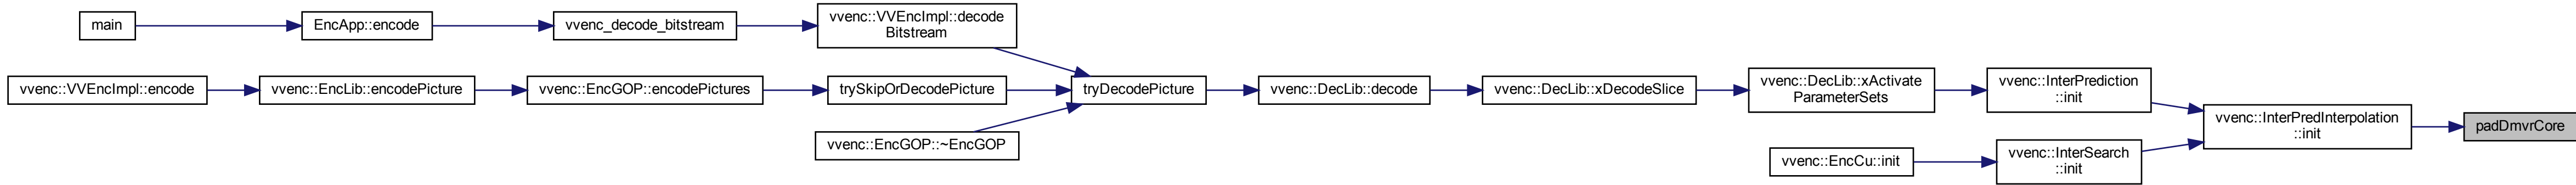 main
EncApp::encode
vvenc_decode_bitstream
vvenc::VVEncImpl::decode
Bitstream
vvenc::VVEncImpl::encode
vvenc::EncLib::encodePicture
vvenc::EncGOP::encodePictures
trySkipOrDecodePicture
tryDecodePicture
vvenc::DecLib::decode
vvenc::DecLib::xDecodeSlice
vvenc::DecLib::xActivate
ParameterSets
vvenc::InterPrediction
::init
vvenc::InterPredInterpolation
::init
padDmvrCore
vvenc::EncGOP::~EncGOP
vvenc::EncCu::init
vvenc::InterSearch
::init